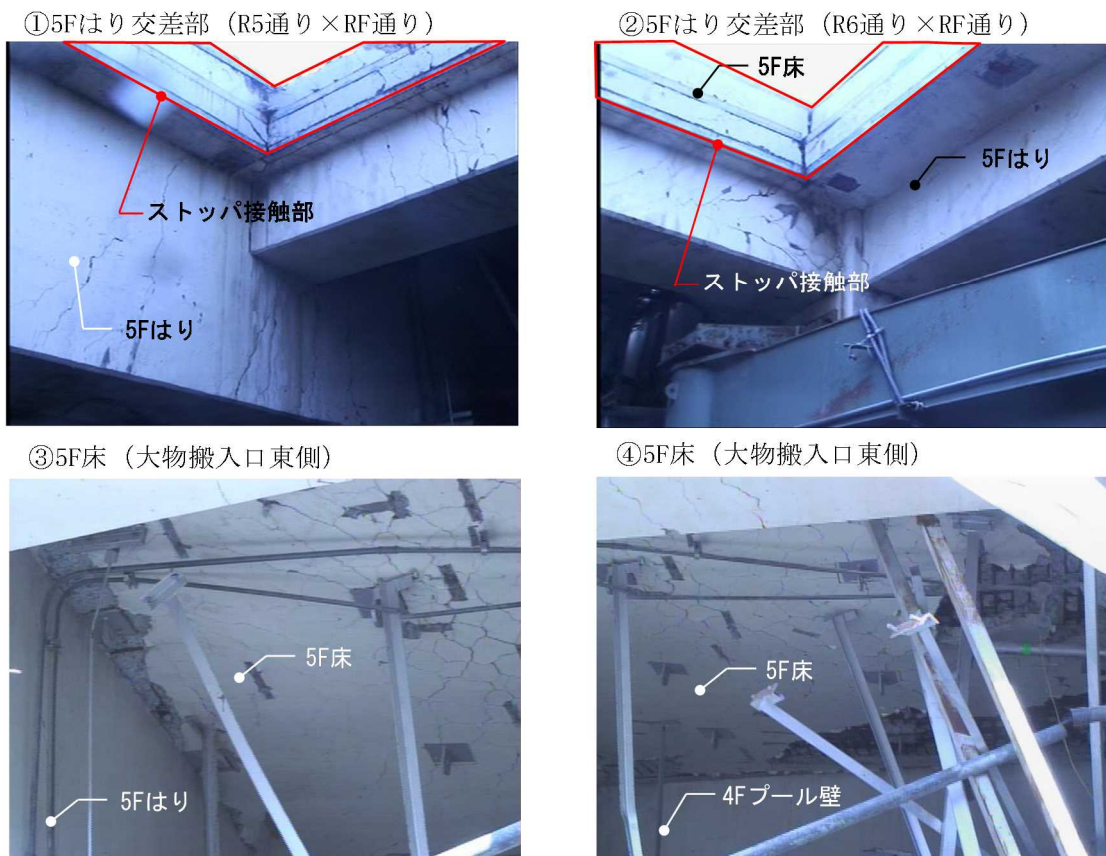 ①5Fはり交差部（R5通り×RF通り）
ストッパ接触部
5Fはり
②5Fはり交差部（R6通り×RF通り）
5F床
5Fはり
ストッパ接触部
③5F床（大物搬入口東側）
5F床
5Fはり
④5F床（大物搬入口東側）
5F床
4Fプール壁